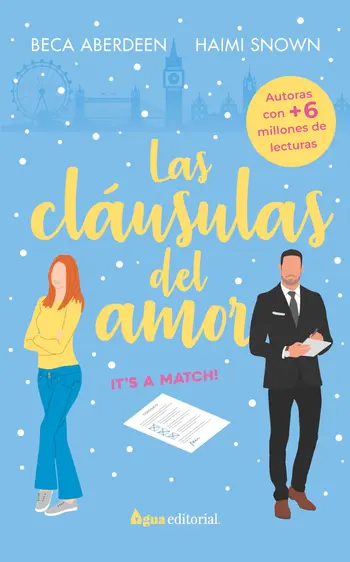 BECA ABERDEEN HAIMI SNOWN
Autoras
con +6
millones de
lecturas
Las
cláusulas
del
amor
IT'S A MATCH!
agua editorial.